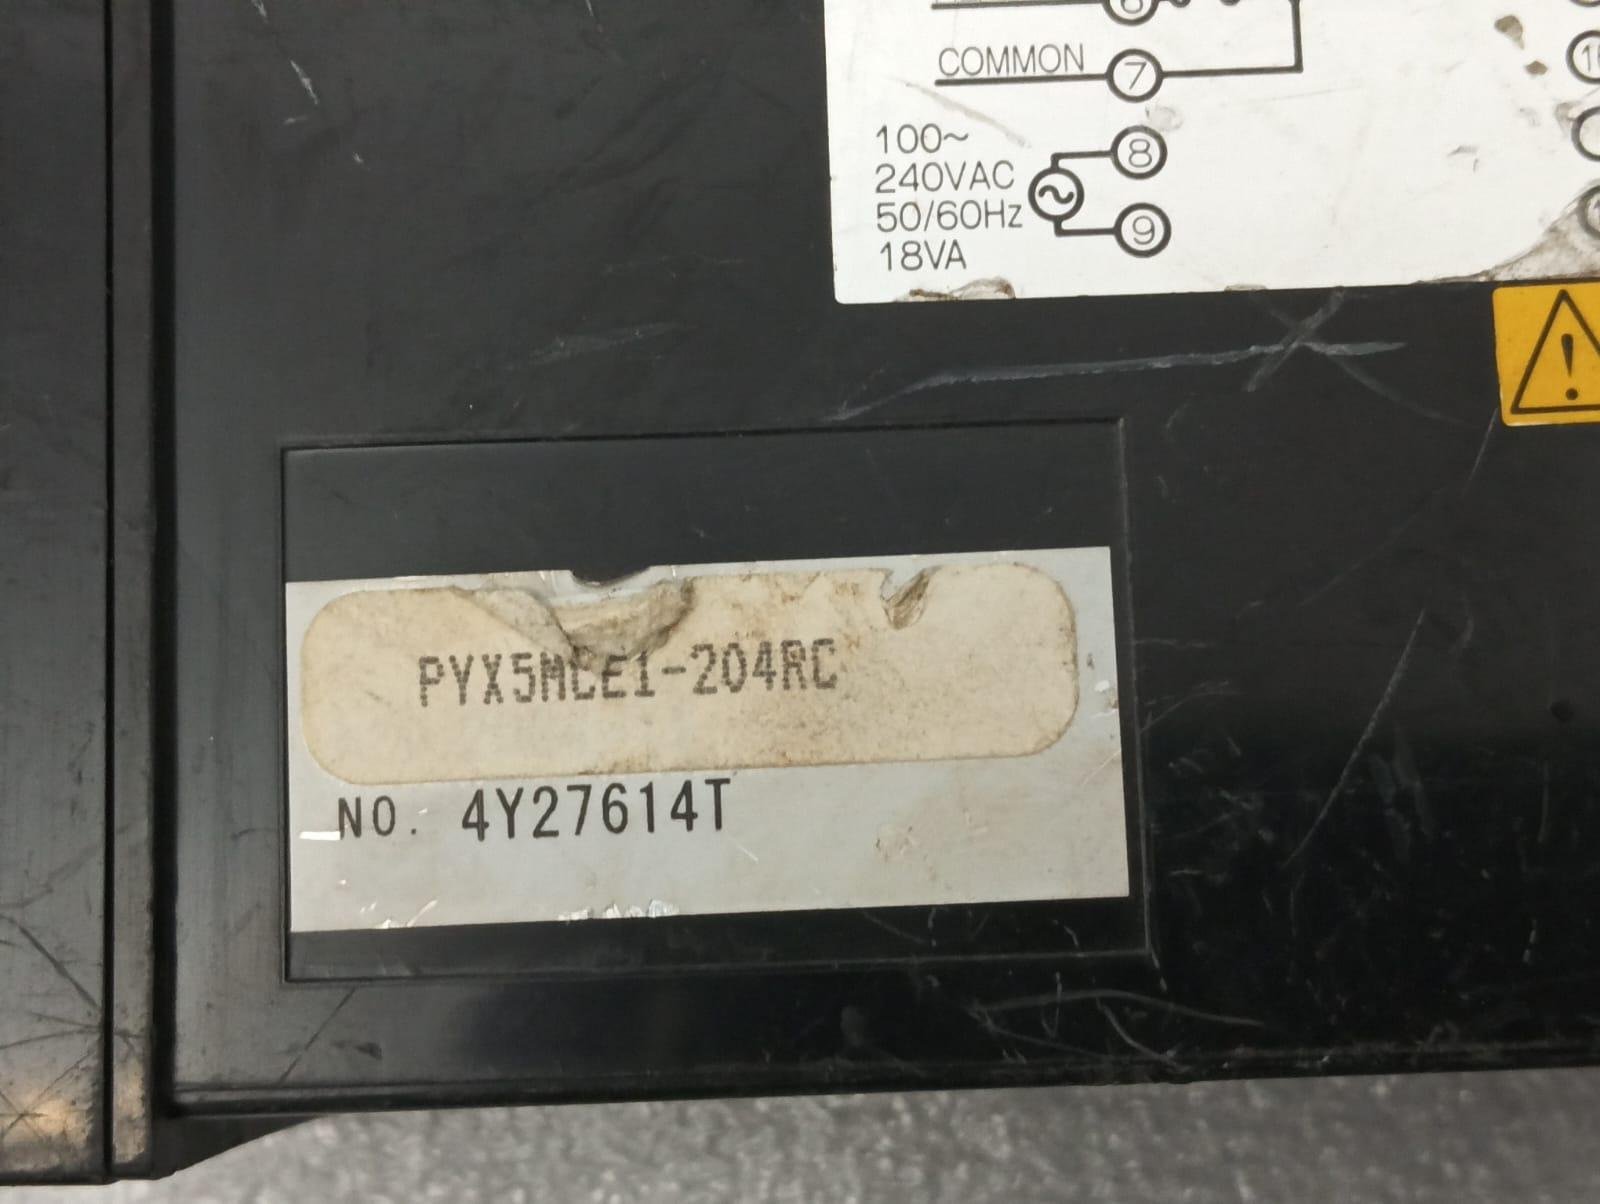 COMMON
7
100~
240VAC
50/60Hz
18VA
8
9
!
PYX5MCE1-204RC
NO. 4Y27614T